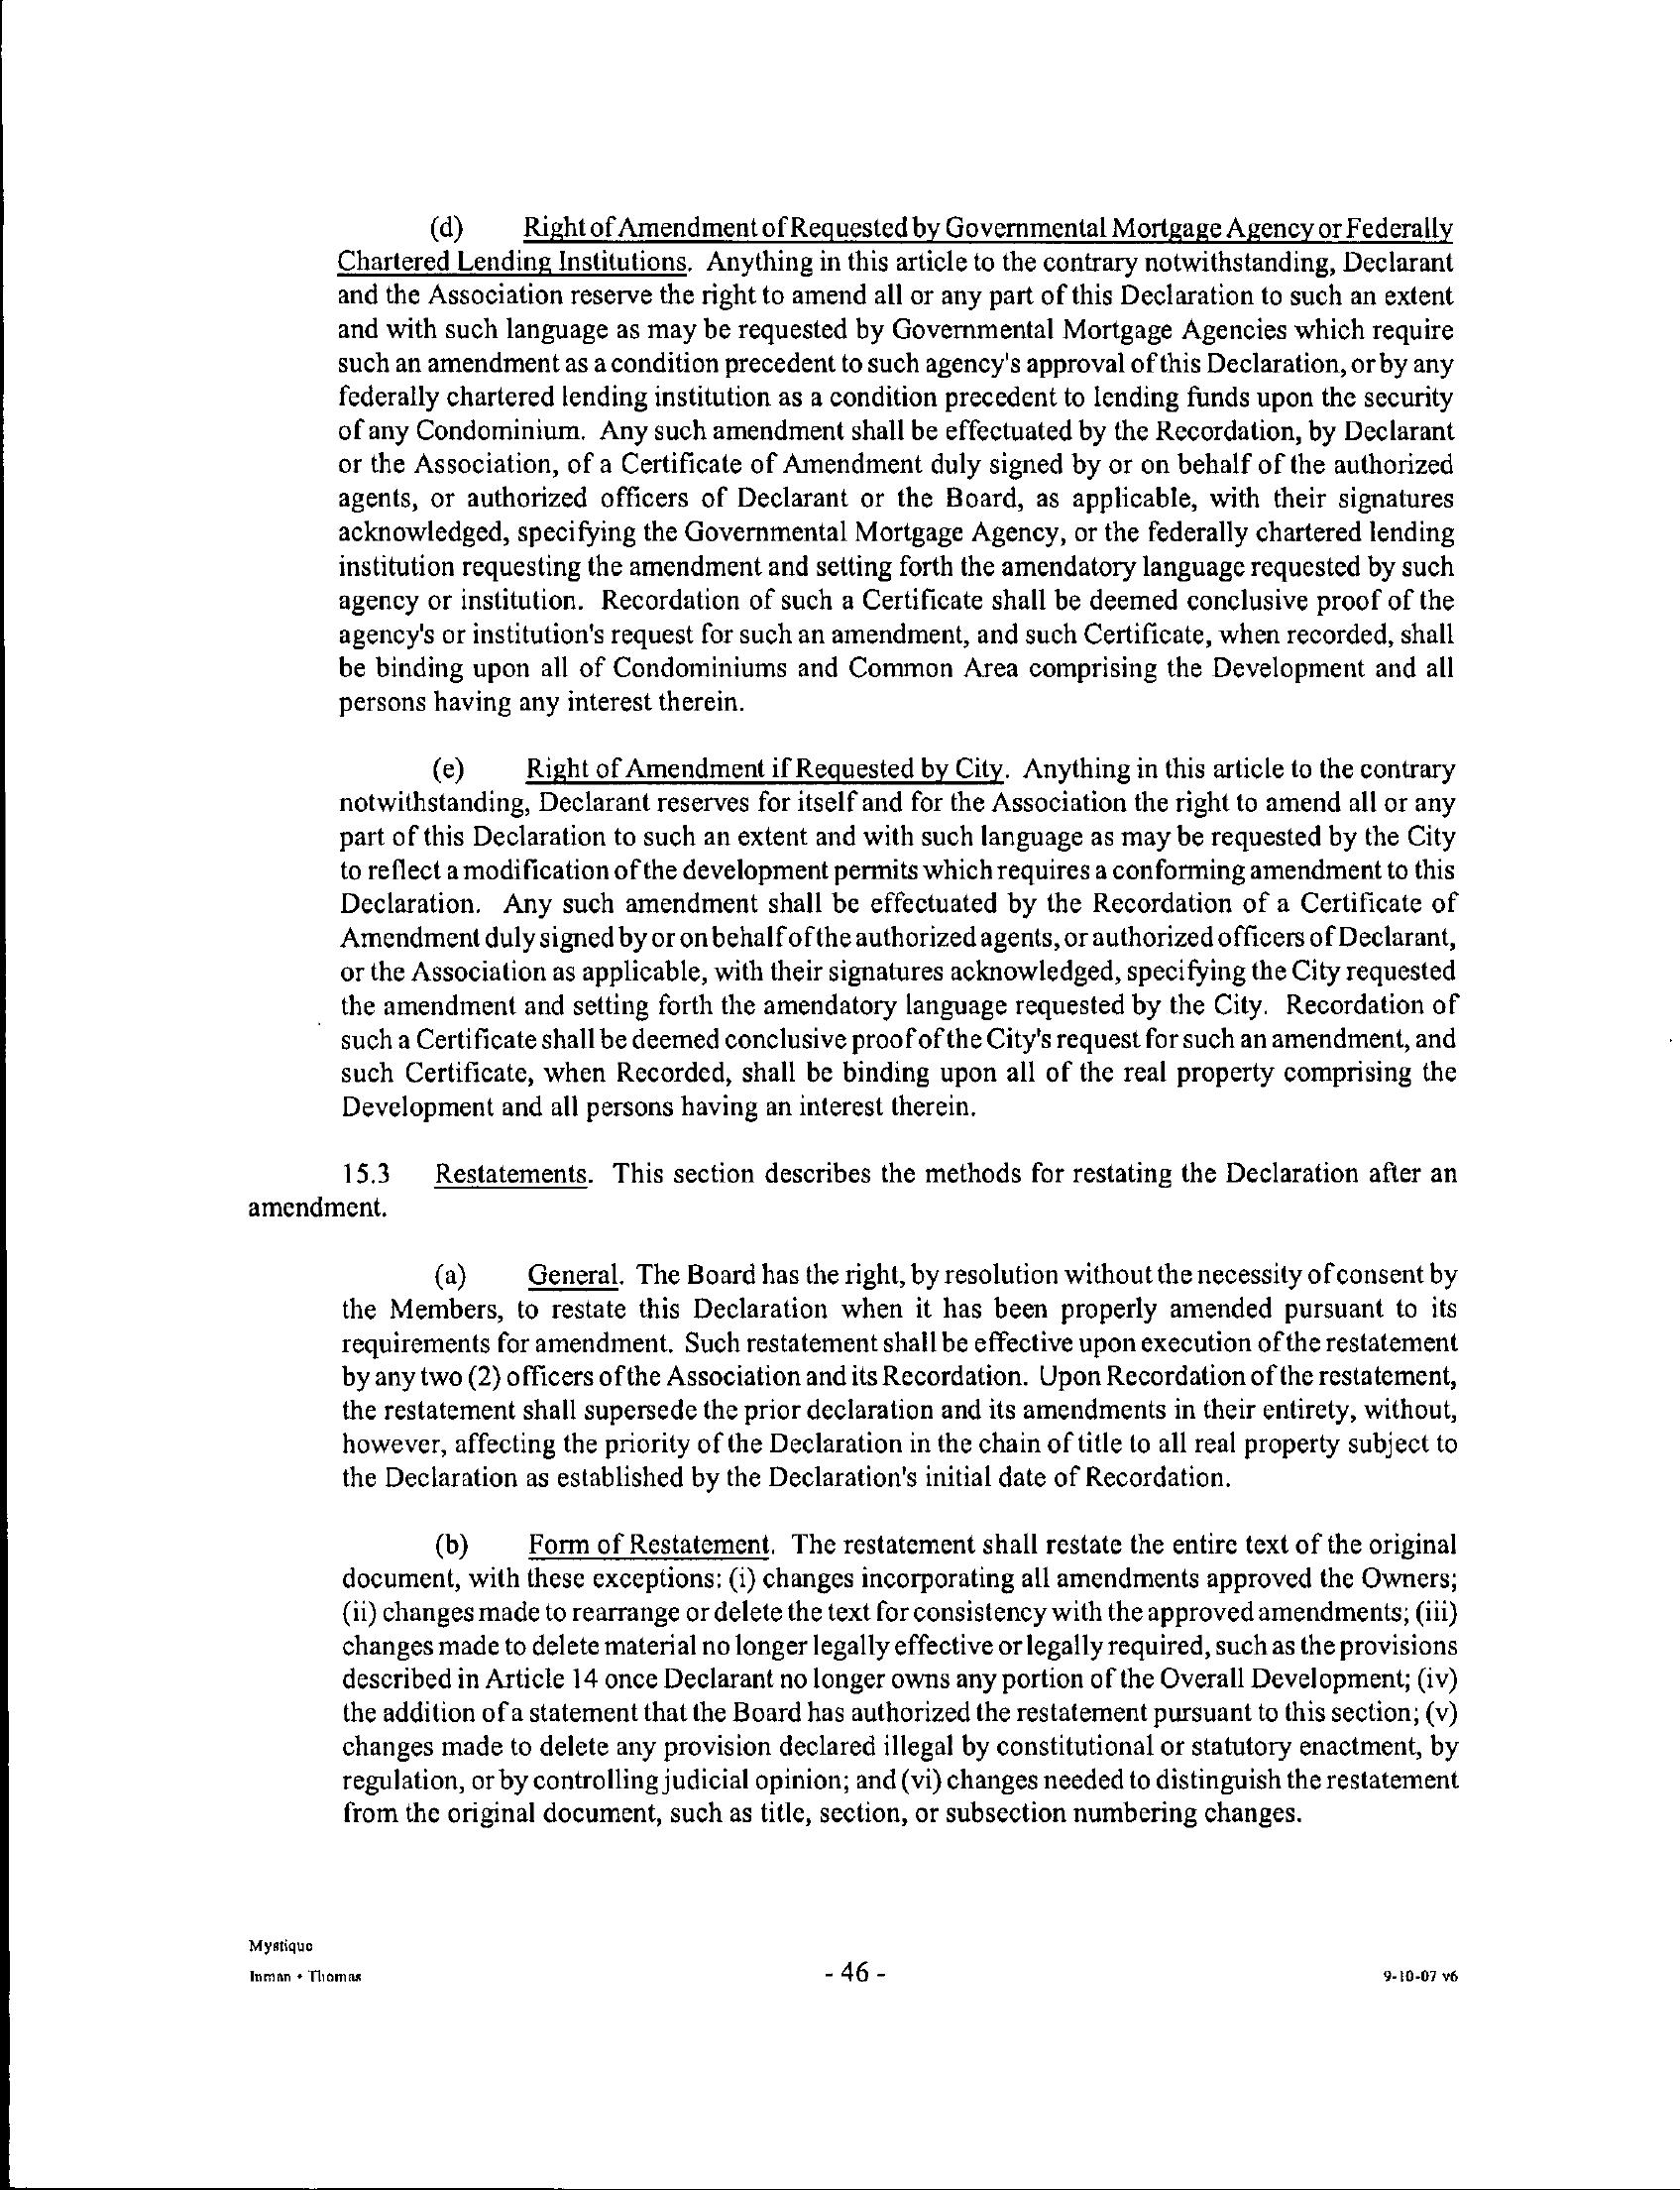 (d) Right of Amendment of Requested by Governmental Mortgage Agency or Federally
Chartered Lending Institutions. Anything in this article to the contrary notwithstanding, Declarant
and the Association reserve the right to amend all or any part of this Declaration to such an extent
and with such language as may be requested by Governmental Mortgage Agencies which require
such an amendment as a condition precedent to such agency's approval of this Declaration, or by any
federally chartered lending institution as a condition precedent to lending funds upon the security
of any Condominium. Any such amendment shall be effectuated by the Recordation, by Declarant
or the Association, of a Certificate of Amendment duly signed by or on behalf of the authorized
agents, or authorized officers of Declarant or the Board, as applicable, with their signatures
acknowledged, specifying the Governmental Mortgage Agency, or the federally chartered lending
institution requesting the amendment and setting forth the amendatory language requested by such
agency or institution. Recordation of such a Certificate shall be deemed conclusive proof of the
agency's or institution's request for such an amendment, and such Certificate, when recorded, shall
be binding upon all of Condominiums and Common Area comprising the Development and all
persons having any interest therein.
(e) Right of Amendment if Requested by City. Anything in this article to the contrary
notwithstanding, Declarant reserves for itself and for the Association the right to amend all or any
part of this Declaration to such an extent and with such language as may be requested by the City
to reflect a modification of the development permits which requires a conforming amendment to this
Declaration. Any such amendment shall be effectuated by the Recordation of a Certificate of
Amendment duly signed by or on behalf of the authorized agents, or authorized officers of Declarant,
or the Association as applicable, with their signatures acknowledged, specifying the City requested
the amendment and setting forth the amendatory language requested by the City. Recordation of
such a Certificate shall be deemed conclusive proof of the City's request for such an amendment, and
such Certificate, when Recorded, shall be binding upon all of the real property comprising the
Development and all persons having an interest therein.
15.3 Restatements. This section describes the methods for restating the Declaration after an
amendment.
(a) General. The Board has the right, by resolution without the necessity of consent by
the Members, to restate this Declaration when it has been properly amended pursuant to its
requirements for amendment. Such restatement shall be effective upon execution of the restatement
by any two (2) officers of the Association and its Recordation. Upon Recordation of the restatement,
the restatement shall supersede the prior declaration and its amendments in their entirety, without,
however, affecting the priority of the Declaration in the chain of title to all real property subject to
the Declaration as established by the Declaration's initial date of Recordation.
(b) Form of Restatement. The restatement shall restate the entire text of the original
document, with these exceptions: (i) changes incorporating all amendments approved the Owners;
(ii) changes made to rearrange or delete the text for consistency with the approved amendments; (iii)
changes made to delete material no longer legally effective or legally required, such as the provisions
described in Article 14 once Declarant no longer owns any portion of the Overall Development; (iv)
the addition of a statement that the Board has authorized the restatement pursuant to this section; (v)
changes made to delete any provision declared illegal by constitutional or statutory enactment, by
regulation, or by controlling judicial opinion; and (vi) changes needed to distinguish the restatement
from the original document, such as title, section, or subsection numbering changes.
Mystique
Inman • Thomas
- 46 -
9-10-07 v6